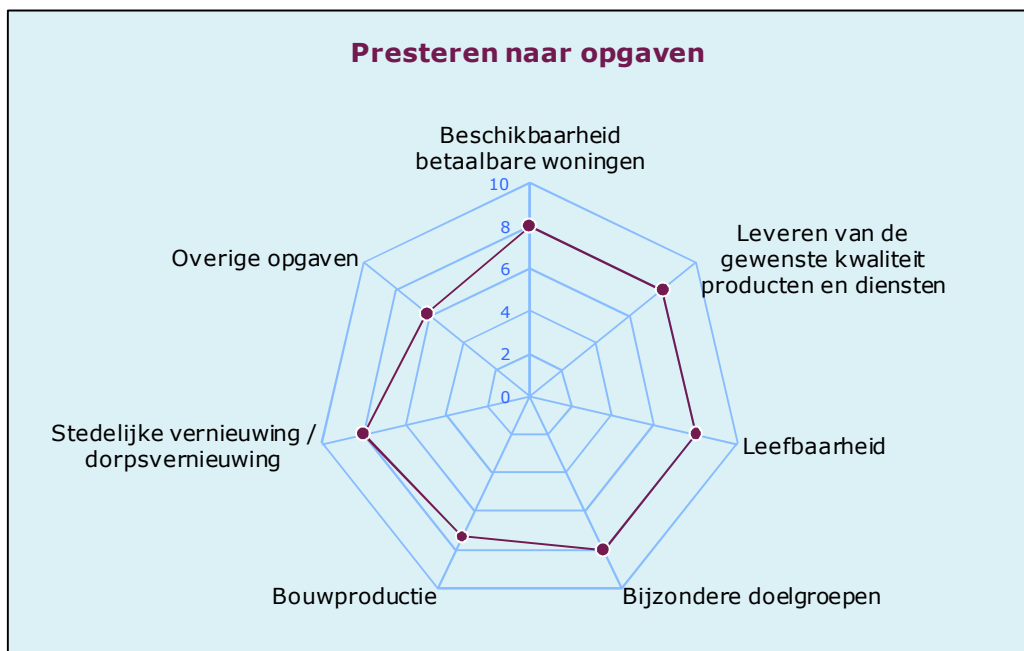 Presteren naar opgaven
Beschikbaarheid
betaalbare woningen
10
8
6
4
2
0
Leveren van de
gewenste kwaliteit
producten en diensten
Leefbaarheid
Bijzondere doelgroepen
Bouwproductie
Stedelijke vernieuwing /
dorpsvernieuwing
Overige opgaven